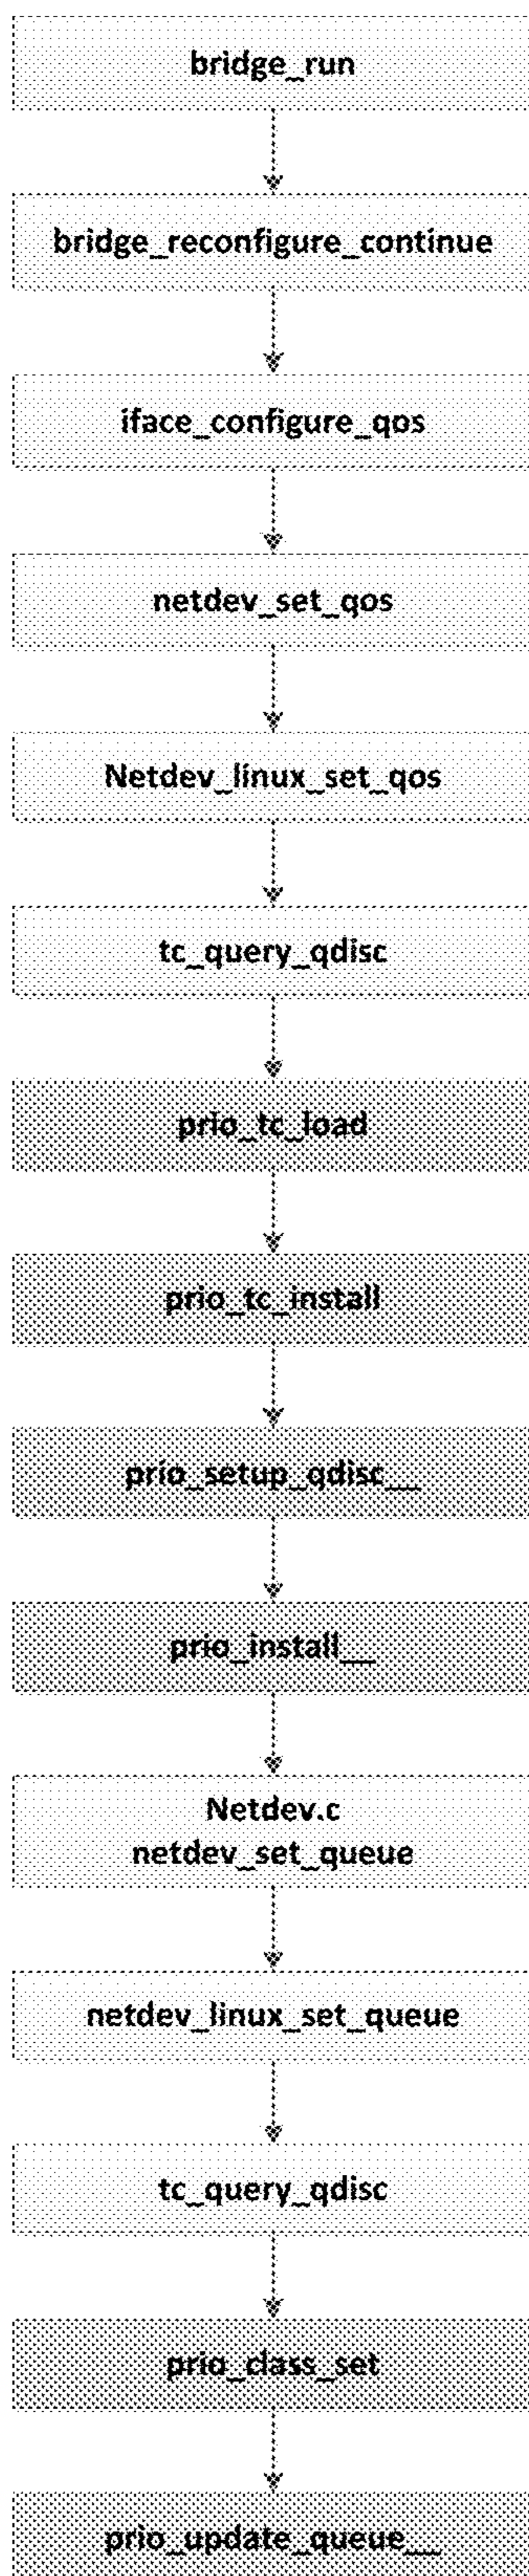 bridge_run
bridge_reconfigure_continue
iface_configure_qos
netdev_set_qos
Netdev_linux_set_qos
tc_query_qdisc
prio_tc_load
prio_tc_install
prio_setup_qdisc__
prio_install__
Netdev.c
netdev_set_queue
netdev_linux_set_queue
tc_query_qdisc
prio_class_set
prio_update_queue__